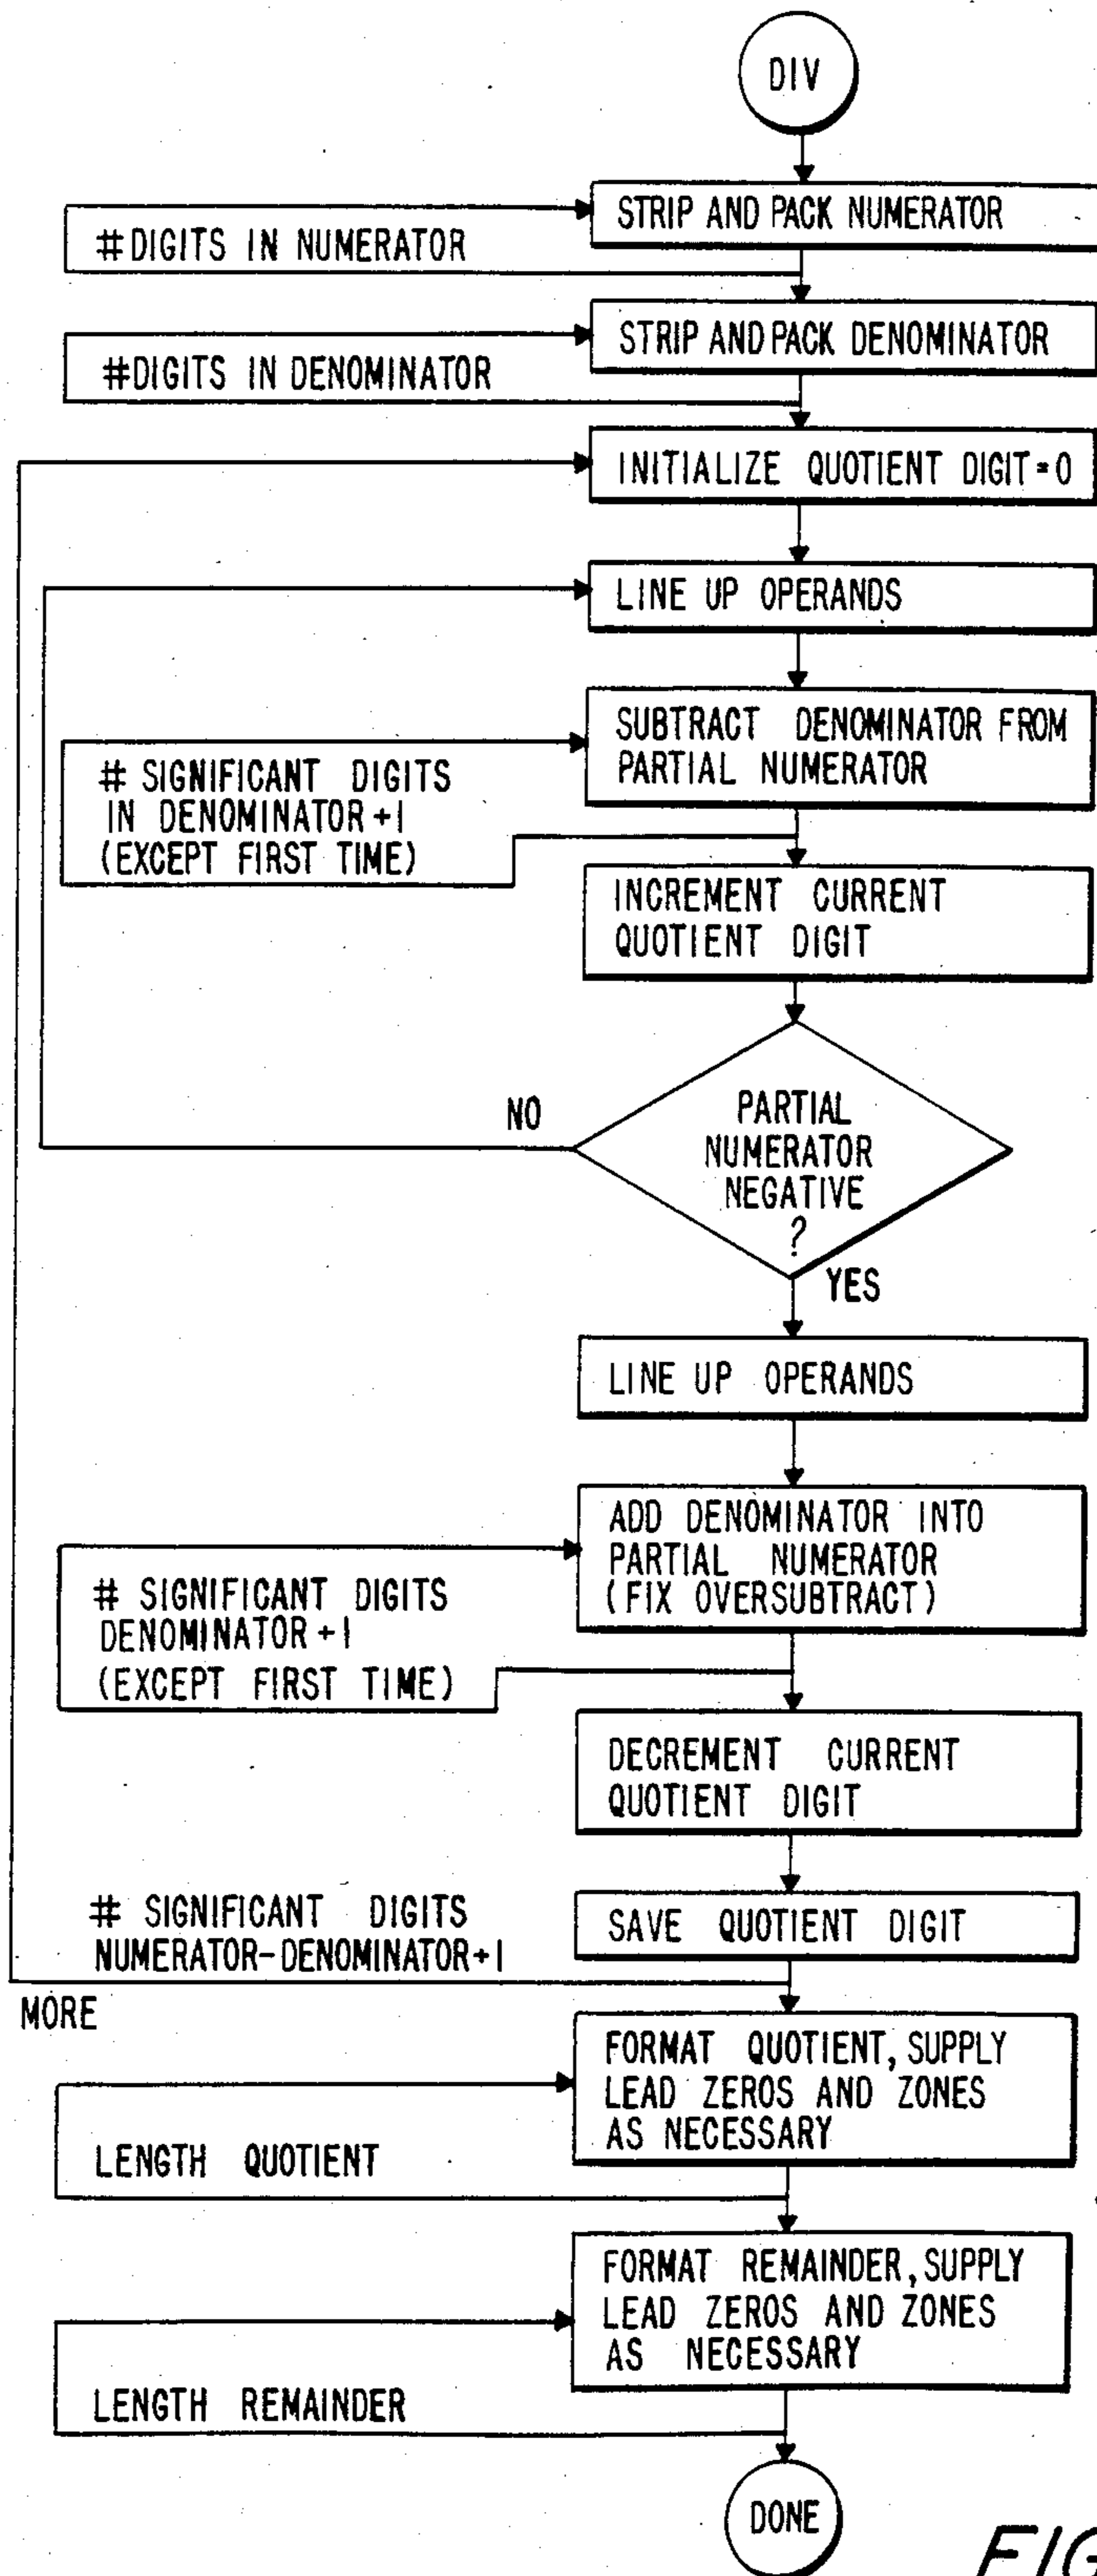 DIV
STRIP AND PACK NUMERATOR
#DIGITS IN NUMERATOR
STRIP AND PACK DENOMINATOR
#DIGITS IN DENOMINATOR
INITIALIZE QUOTIENT DIGIT=0
LINE UP OPERANDS
SUBTRACT DENOMINATOR FROM
PARTIAL NUMERATOR
# SIGNIFICANT DIGITS
IN DENOMINATOR+1
(EXCEPT FIRST TIME)
INCREMENT CURRENT
QUOTIENT DIGIT
PARTIAL
NUMERATOR
NEGATIVE
?
NO
YES
LINE UP OPERANDS
ADD DENOMINATOR INTO
PARTIAL NUMERATOR
(FIX OVERSUBTRACT)
# SIGNIFICANT DIGITS
DENOMINATOR+1
(EXCEPT FIRST TIME)
DECREMENT CURRENT
QUOTIENT DIGIT
SAVE QUOTIENT DIGIT
# SIGNIFICANT DIGITS
NUMERATOR-DENOMINATOR+1
MORE
FORMAT QUOTIENT, SUPPLY
LEAD ZEROS AND ZONES
AS NECESSARY
LENGTH QUOTIENT
FORMAT REMAINDER, SUPPLY
LEAD ZEROS AND ZONES
AS NECESSARY
LENGTH REMAINDER
DONE
FIG